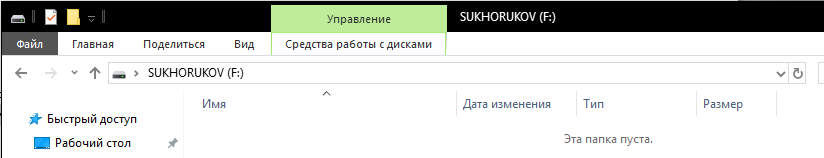 Управление
SUKHORUKOV (F:)
Файл Главная Поделиться Вид Средства работы с дисками
SUKHORUKOV (F:)
Имя Дата изменения Тип Размер
Быстрый доступ
Эта папка пуста.
Рабочий стол